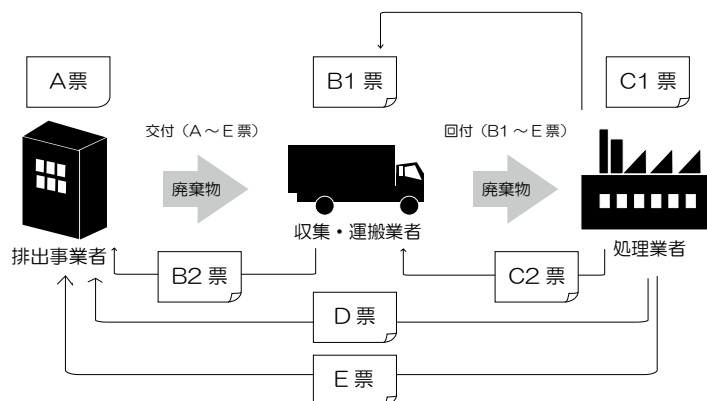 A票
B1 票
C1 票
交付(A~E票)
回付(B1~E票)
廃棄物
廃棄物
排出事業者
収集・運搬業者
処理業者
B2 票
C2 票
D 票
E 票